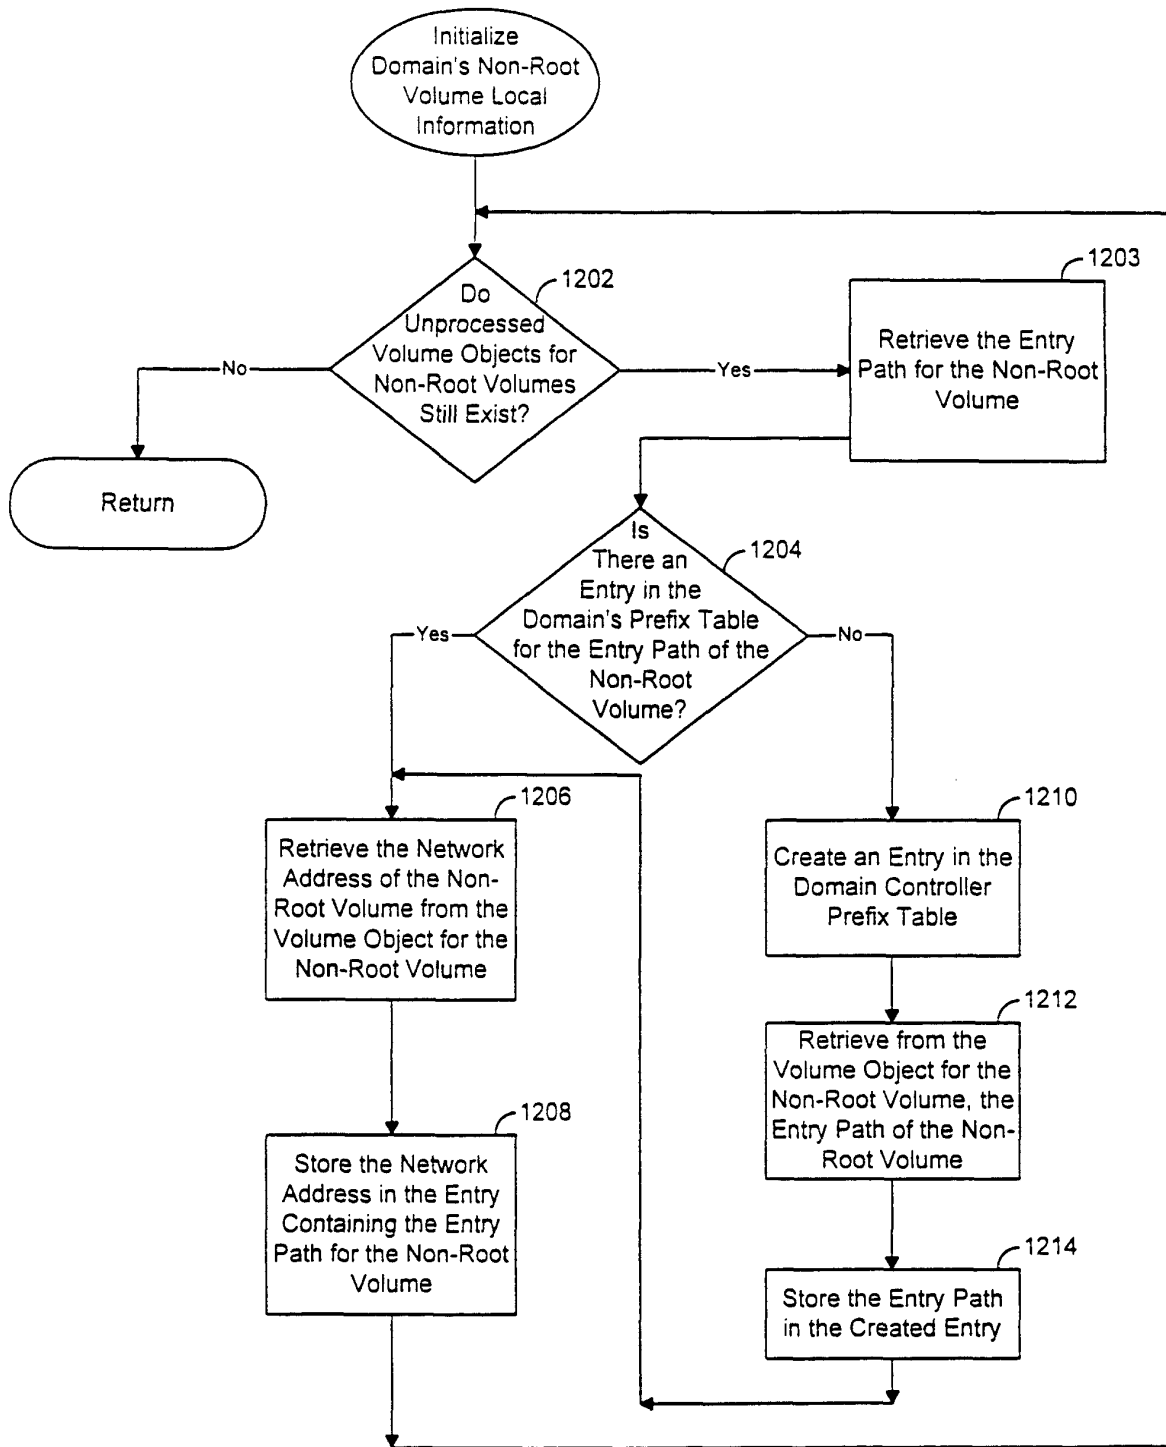 Initialize
Domain's Non-Root
Volume Local
Information
1202
Do
Unprocessed
Volume Objects for
Non-Root Volumes
Still Exist?
No
Yes
1203
Retrieve the Entry
Path for the Non-Root
Volume
Return
1204
Is
There an
Entry in the
Domain's Prefix Table
for the Entry Path of the
Non-Root
Volume?
Yes
No
1206
Retrieve the Network
Address of the Non-
Root Volume from the
Volume Object for the
Non-Root Volume
1210
Create an Entry in the
Domain Controller
Prefix Table
1212
Retrieve from the
Volume Object for the
Non-Root Volume, the
Entry Path of the Non-
Root Volume
1208
Store the Network
Address in the Entry
Containing the Entry
Path for the Non-Root
Volume
1214
Store the Entry Path
in the Created Entry